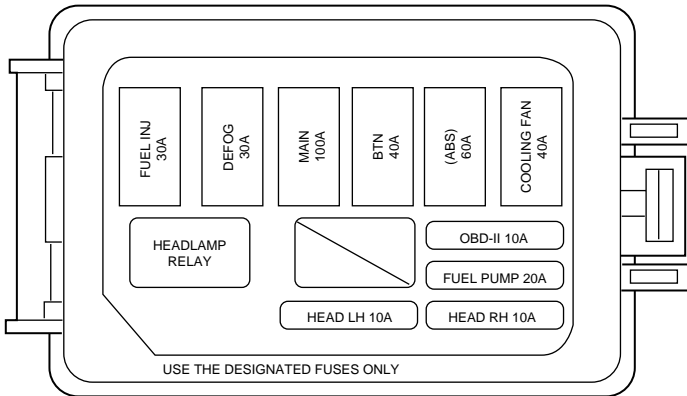 FUEL INJ
30A
DEFOG
30A
MAIN
100A
BTN
40A
(ABS)
60A
COOLING FAN
40A
HEADLAMP
RELAY
OBD-II 10A
FUEL PUMP 20A
HEAD LH 10A
HEAD RH 10A
USE THE DESIGNATED FUSES ONLY